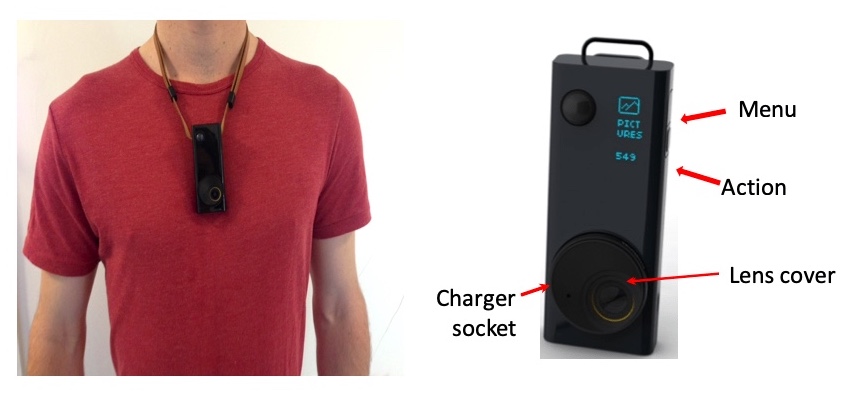 PICT
URES
549
Menu
Action
Lens cover
Charger
socket